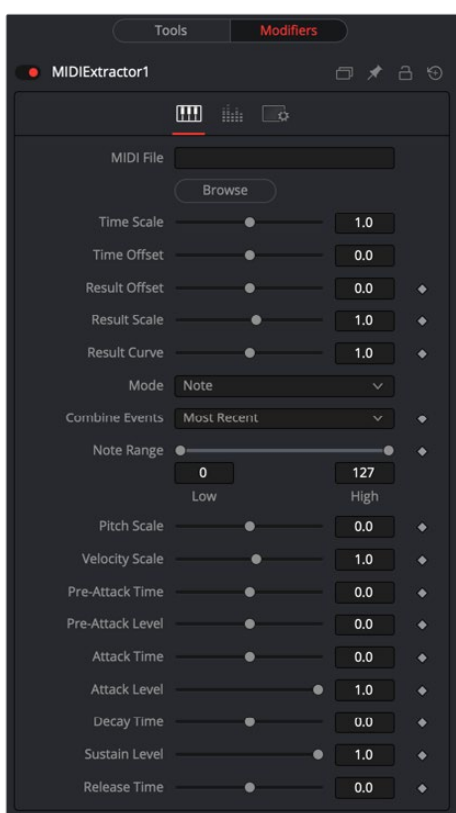 Tools Modifiers
MIDIExtractor1
MIDI File
Browse
Time Scale 1.0
Time Offset 0.0
Result Offset 0.0
Result Scale 1.0
Result Curve 1.0
Mode Note
Combine Events Most Recent
Note Range
0 127
Low High
Pitch Scale 0.0
Velocity Scale 1.0
Pre-Attack Time 0.0
Pre-Attack Level 0.0
Attack Time 0.0
Attack Level 1.0
Decay Time 0.0
Sustain Level 1.0
Release Time 0.0